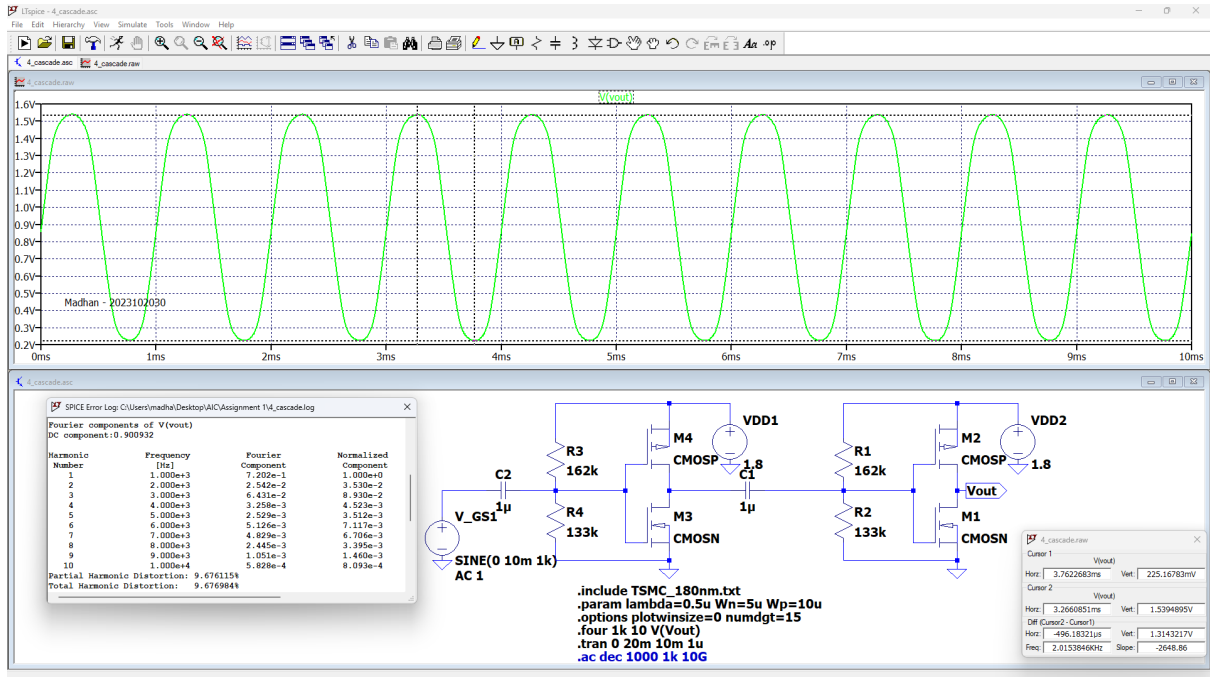 LTspice - 4_cascade.asc
File Edit Hierarchy View Simulate Tools Window Help
4_cascade.asc 4_cascade.raw
4_cascade.raw
V(vout)
1.6V
1.5V
1.4V
1.3V
1.2V
1.1V
1.0V
0.9V
0.8V
0.7V
0.6V
0.5V
0.4V
0.3V
0.2V
Madhan - 2023102030
0ms 1ms 2ms 3ms 4ms 5ms 6ms 7ms 8ms 9ms 10ms
4_cascade.asc
SPICE Error Log: C:\Users\madha\Desktop\AIC\Assignment 1\4_cascade.log
Fourier components of V(vout)
DC component:0.900932
Harmonic Frequency Fourier Normalized
Number [Hz] Component Component
1 1.000e+3 7.202e-1 1.000e+0
2 2.000e+3 2.542e-2 3.530e-2
3 3.000e+3 6.431e-2 8.930e-2
4 4.000e+3 3.258e-3 4.523e-3
5 5.000e+3 2.529e-3 3.512e-3
6 6.000e+3 5.126e-3 7.117e-3
7 7.000e+3 4.829e-3 6.706e-3
8 8.000e+3 2.445e-3 3.395e-3
9 9.000e+3 1.051e-3 1.460e-3
10 1.000e+4 5.828e-4 8.093e-4
Partial Harmonic Distortion: 9.676115%
Total Harmonic Distortion: 9.676984%
V_GS1
SINE(0 10m 1k)
AC 1
C2
1µ
R3
162k
R4
133k
M4
CMOSP
M3
CMOSN
VDD1
1.8
C1
1µ
R1
162k
R2
133k
M2
CMOSP
M1
CMOSN
VDD2
1.8
Vout
.include TSMC_180nm.txt
.param lambda=0.5u Wn=5u Wp=10u
.options plotwinsize=0 numdgt=15
.four 1k 10 V(Vout)
.tran 0 20m 10m 1u
.ac dec 1000 1k 10G
4_cascade.raw
Cursor 1
V(vout)
Horz: 3.7622683ms Vert: 225.16783mV
Cursor 2
V(vout)
Horz: 3.2660851ms Vert: 1.5394895V
Diff (Cursor2 - Cursor1)
Horz: -496.18321µs Vert: 1.3143217V
Freq: 2.0153846KHz Slope: -2648.86